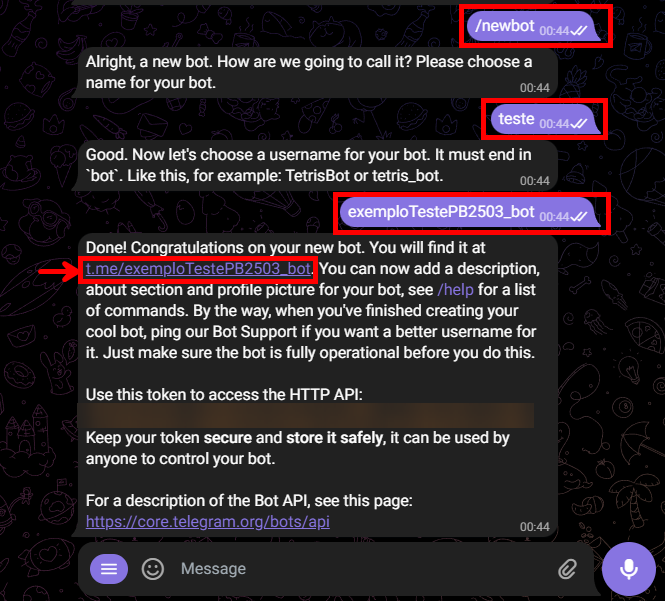 /newbot 00:44
Alright, a new bot. How are we going to call it? Please choose a
name for your bot.
00:44
teste 00:44
Good. Now let's choose a username for your bot. It must end in
`bot`. Like this, for example: TetrisBot or tetris_bot.
00:44
exemploTestePB2503_bot 00:44
Done! Congratulations on your new bot. You will find it at
t.me/exemploTestePB2503_bot. You can now add a description,
about section and profile picture for your bot, see /help for a list
of commands. By the way, when you've finished creating your
cool bot, ping our Bot Support if you want a better username for
it. Just make sure the bot is fully operational before you do this.
Use this token to access the HTTP API:
Keep your token secure and store it safely, it can be used by
anyone to control your bot.
For a description of the Bot API, see this page:
https://core.telegram.org/bots/api
00:44
Message